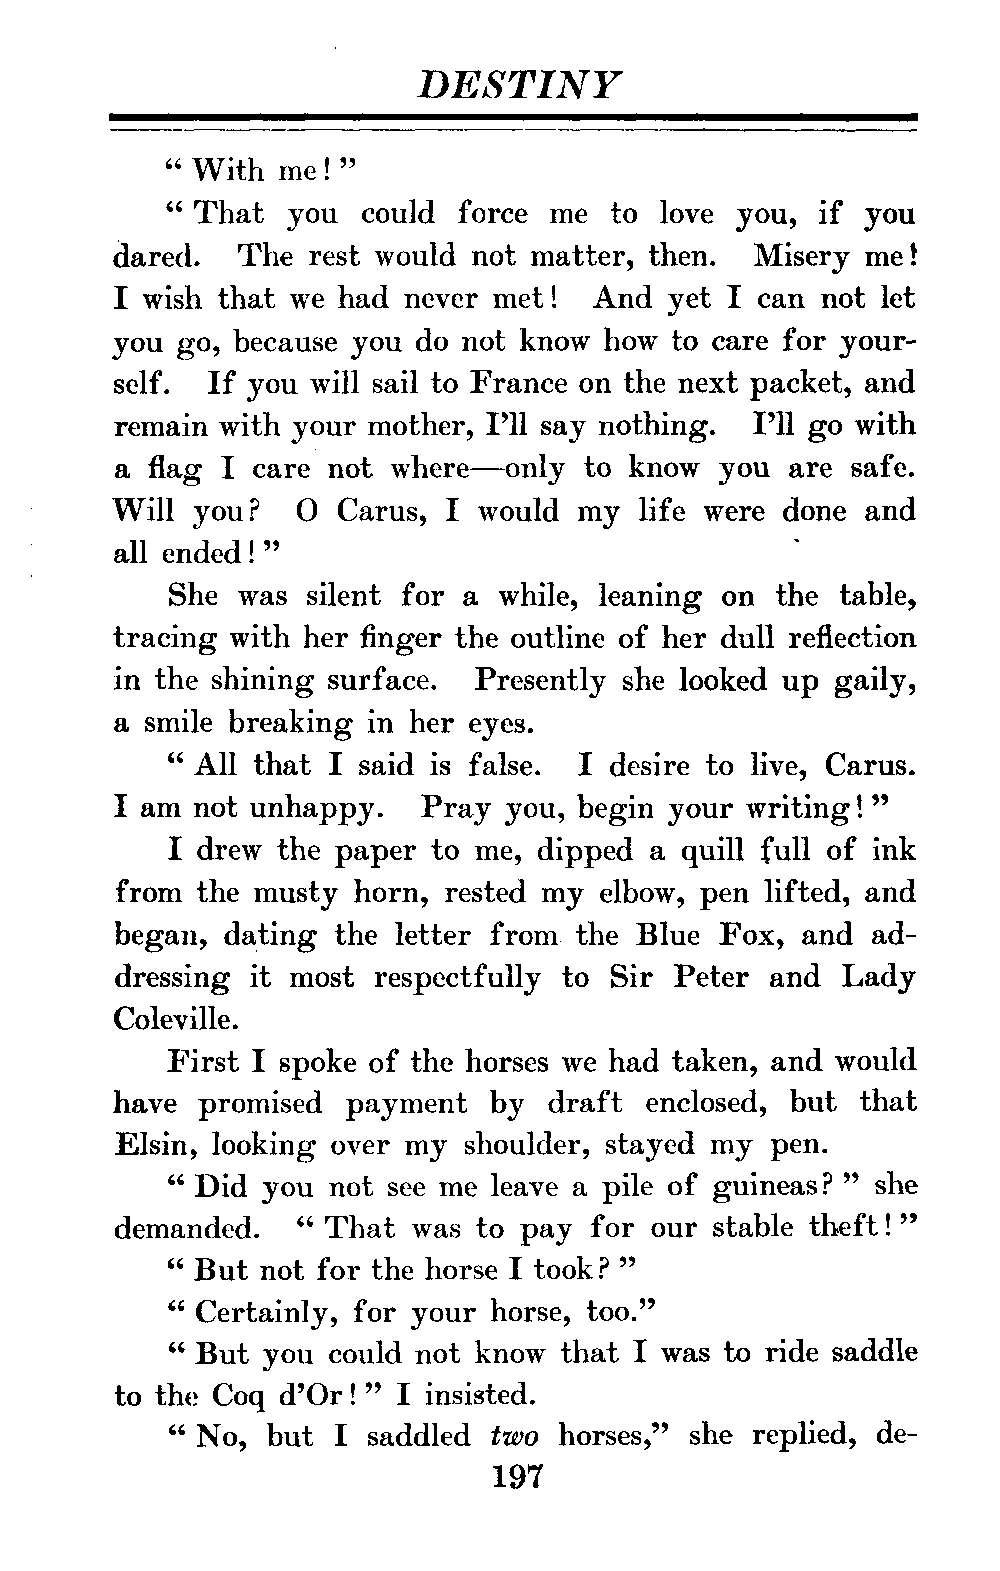 DESTINY
“ With me! ”
“ That you could force me to love you, if you
dared. The rest would not matter, then. Misery me!
I wish that we had never met! And yet I can not let
you go, because you do not know how to care for your-
self. If you will sail to France on the next packet, and
remain with your mother, I’ll say nothing. I’ll go with
a flag I care not where—only to know you are safe.
Will you? O Carus, I would my life were done and
all ended! ”
She was silent for a while, leaning on the table,
tracing with her finger the outline of her dull reflection
in the shining surface. Presently she looked up gaily,
a smile breaking in her eyes.
“ All that I said is false. I desire to live, Carus.
I am not unhappy. Pray you, begin your writing! ”
I drew the paper to me, dipped a quill full of ink
from the musty horn, rested my elbow, pen lifted, and
began, dating the letter from the Blue Fox, and ad-
dressing it most respectfully to Sir Peter and Lady
Coleville.
First I spoke of the horses we had taken, and would
have promised payment by draft enclosed, but that
Elsin, looking over my shoulder, stayed my pen.
“ Did you not see me leave a pile of guineas? ” she
demanded. “ That was to pay for our stable theft! ”
“ But not for the horse I took? ”
“ Certainly, for your horse, too.”
“ But you could not know that I was to ride saddle
to the Coq d’Or! ” I insisted.
“ No, but I saddled two horses,” she replied, de-
197